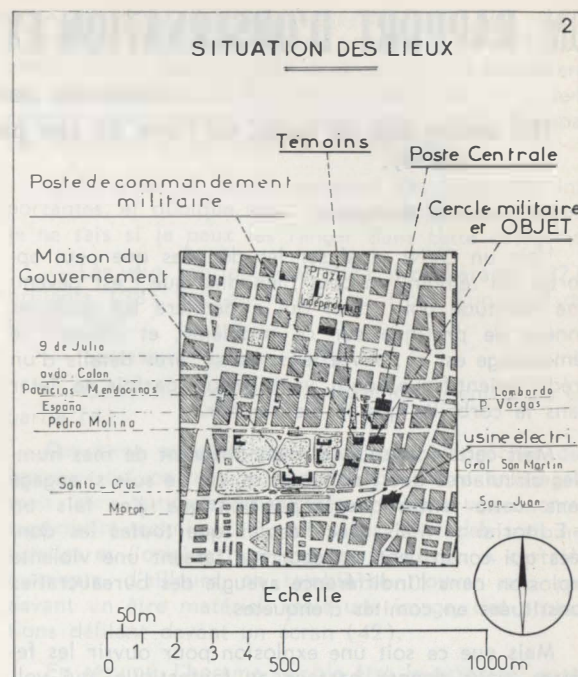 2
SITUATION DES LIEUX
Temoins
Poste Centrale
Poste de commandement
militaire
Cercle militaire
et OBJET
Maison du
Gouvernement
Plaza
Independencia
9 de Julio
avda. Colon
Patricias Mendocinas
España
Pedro Molina
Santa Cruz
Moron
Lombardo
P. Vargas
usine electri.
Gral San Martin
San Juan
Echelle
50m
0 1 2 3 4 500 1000m